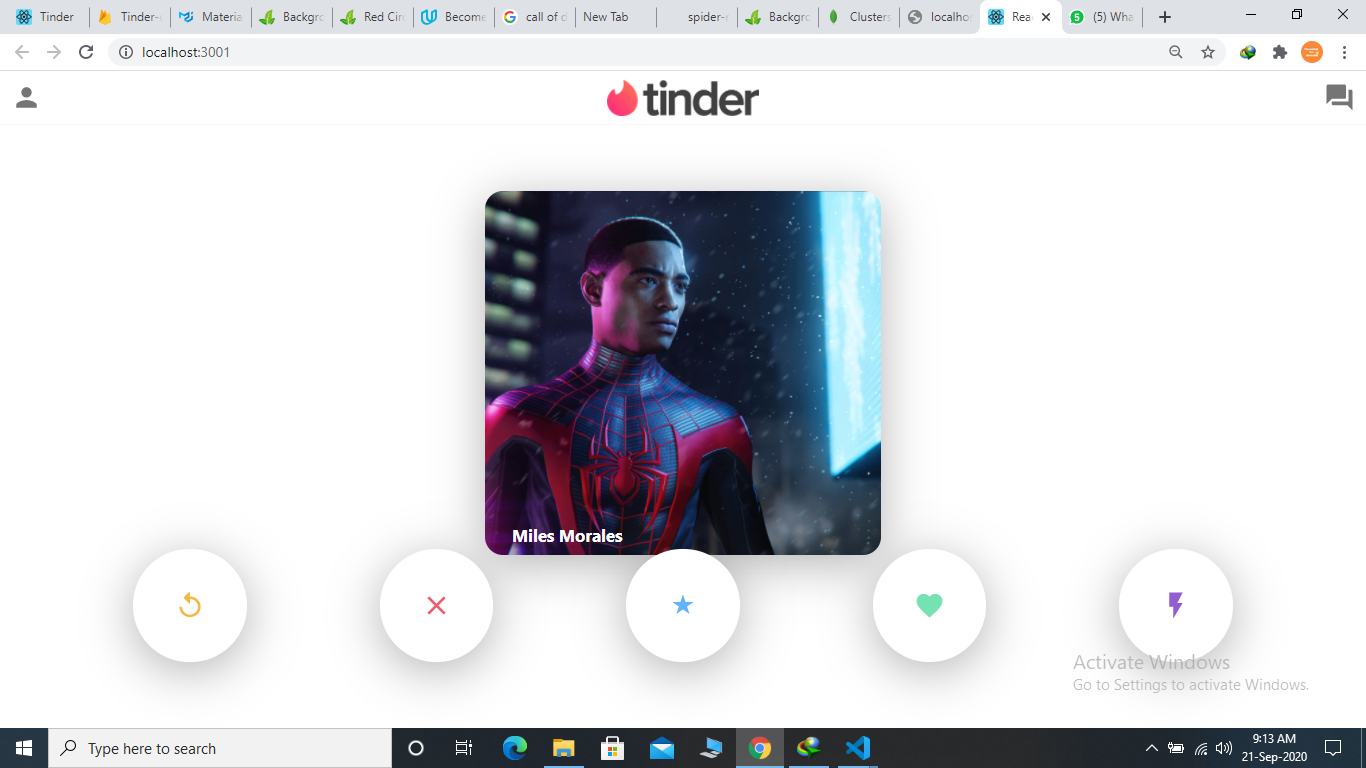 Tinder
Tinder-
Materia
Backgro
Red Circ
Become
call of d
New Tab
spider-r
Backgro
Clusters
localhos
Rea
(5) Wha
localhost:3001
tinder
Miles Morales
Activate Windows
Go to Settings to activate Windows.
Type here to search
9:13 AM
21-Sep-2020